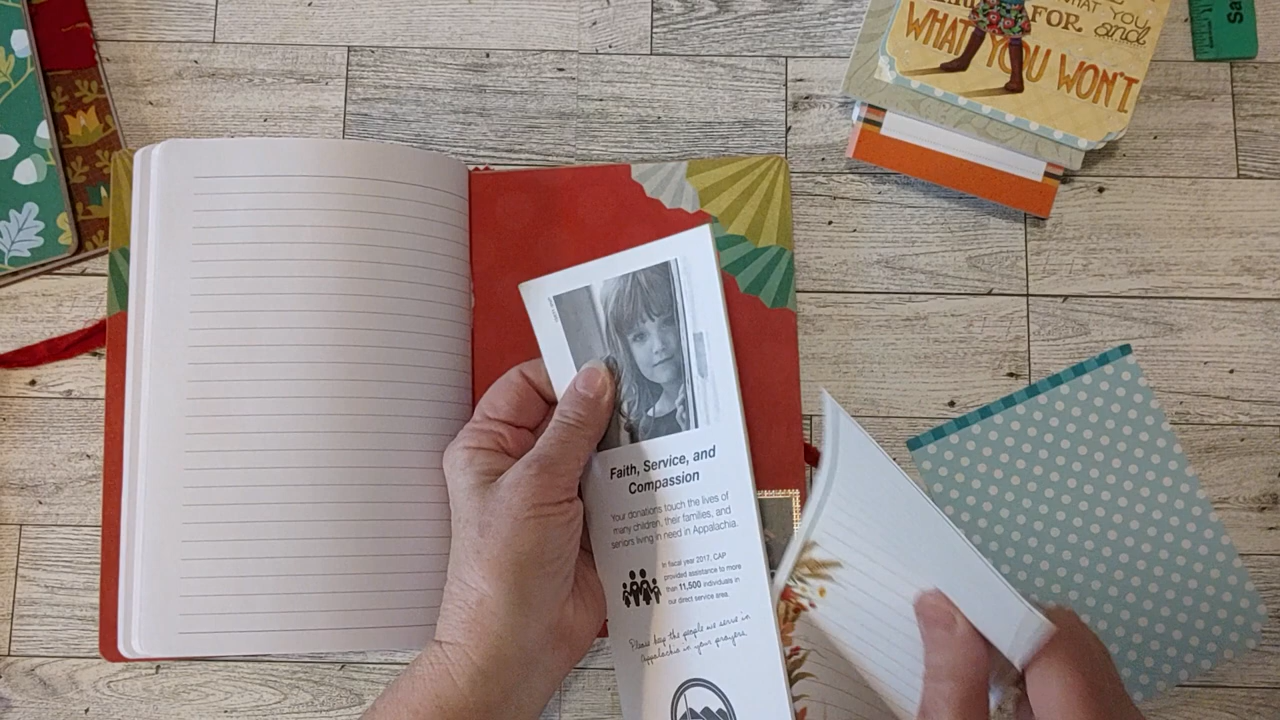 WHAT YOU
FOR and
WHAT YOU WON'T
Sa
Faith, Service, and
Compassion
Your donations touch the lives of
many children, their families, and
seniors living in need in Appalachia.
In fiscal year 2017, CAP
provided assistance to more
than 11,500 individuals in
our direct service area.
Please keep the people we serve in
Appalachia in your prayers.